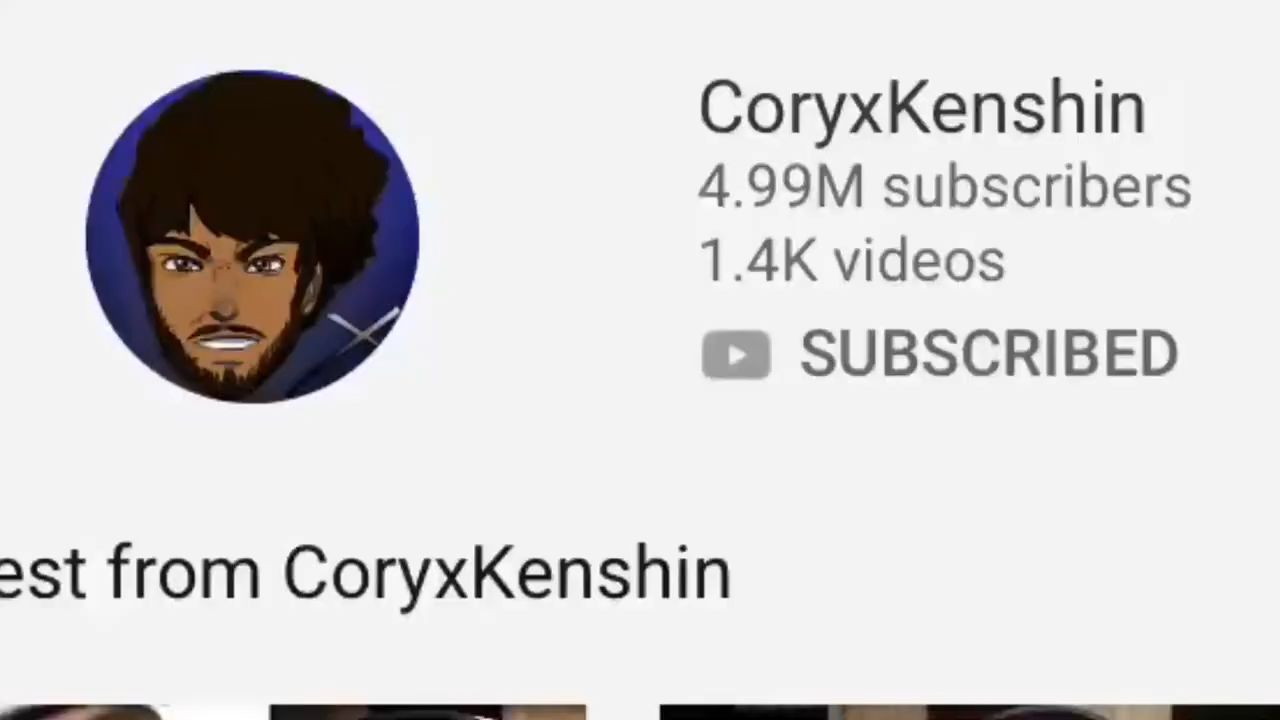 CoryxKenshin
4.99M subscribers
1.4K videos
SUBSCRIBED
est from CoryxKenshin